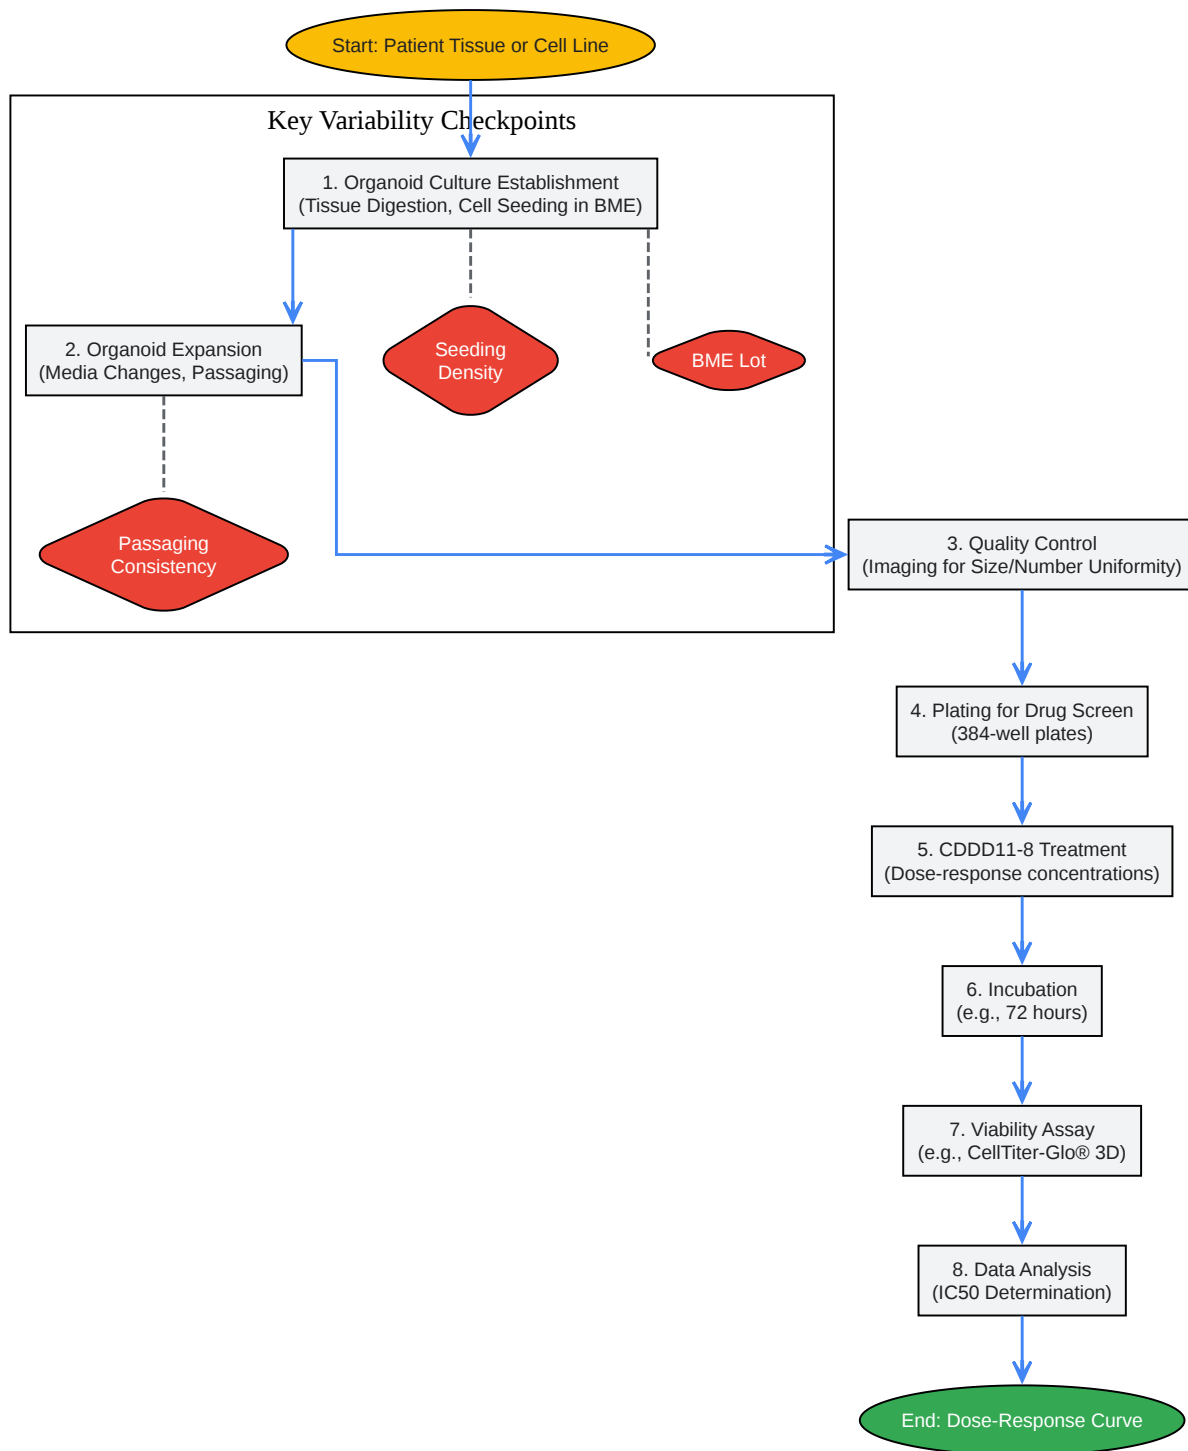 Start: Patient Tissue or Cell Line
Key Variability Checkpoints
1. Organoid Culture Establishment
(Tissue Digestion, Cell Seeding in BME)
2. Organoid Expansion
(Media Changes, Passaging)
Seeding
Density
BME Lot
Passaging
Consistency
3. Quality Control
(Imaging for Size/Number Uniformity)
4. Plating for Drug Screen
(384-well plates)
5. CDDD11-8 Treatment
(Dose-response concentrations)
6. Incubation
(e.g., 72 hours)
7. Viability Assay
(e.g., CellTiter-Glo® 3D)
8. Data Analysis
(IC50 Determination)
End: Dose-Response Curve